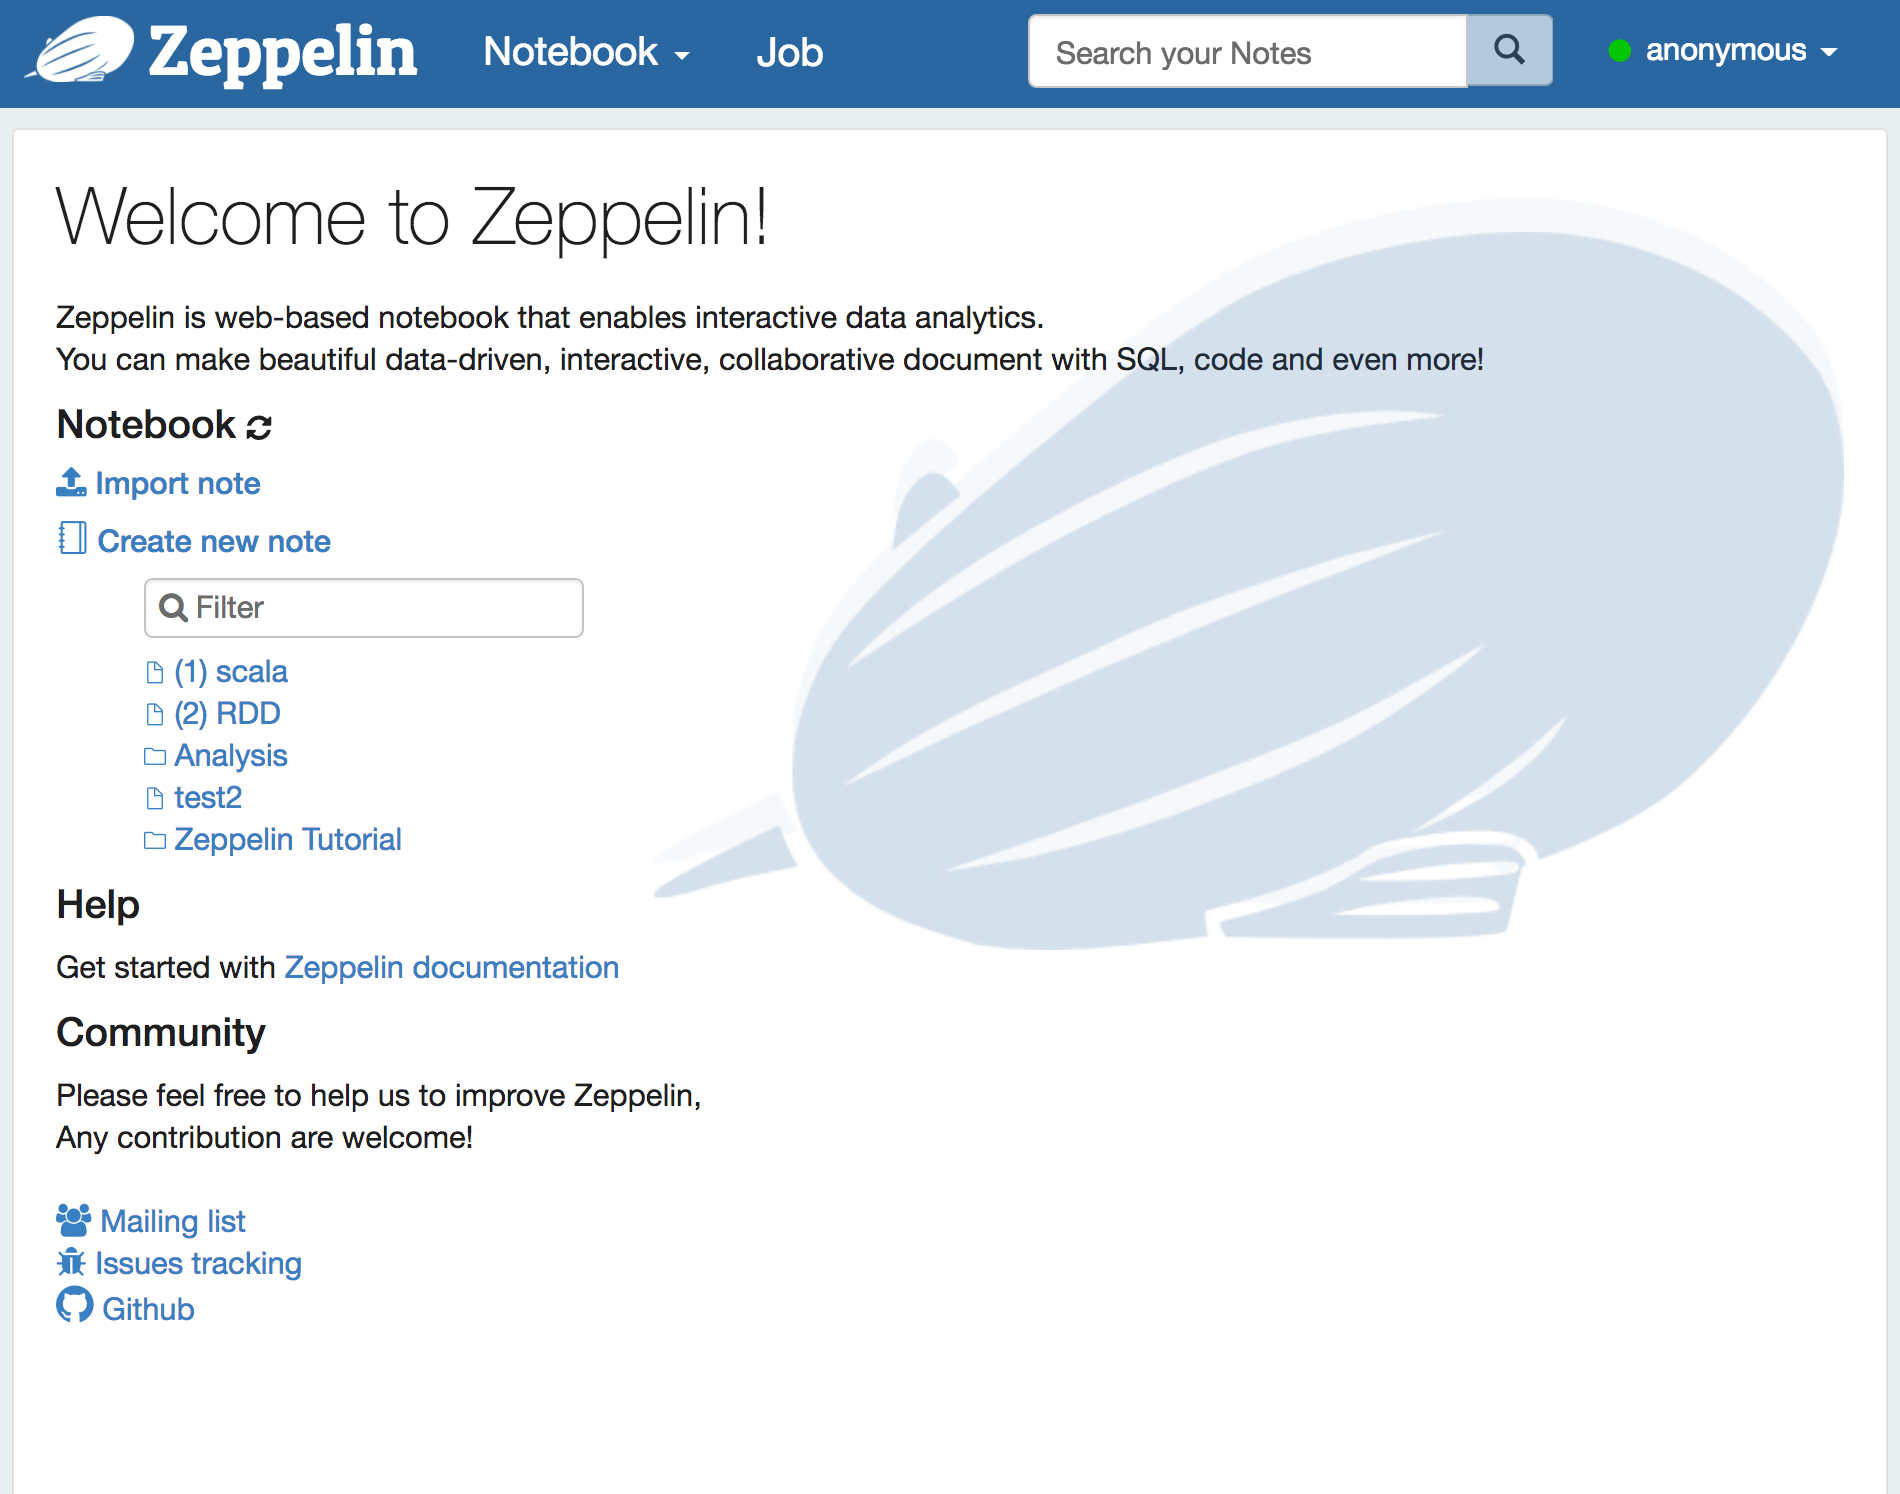 Zeppelin
Notebook
Job
Search your Notes
anonymous
Welcome to Zeppelin!
Zeppelin is web-based notebook that enables interactive data analytics.
You can make beautiful data-driven, interactive, collaborative document with SQL, code and even more!
Notebook
Import note
Create new note
Filter
(1) scala
(2) RDD
Analysis
test2
Zeppelin Tutorial
Help
Get started with Zeppelin documentation
Community
Please feel free to help us to improve Zeppelin,
Any contribution are welcome!
Mailing list
Issues tracking
Github